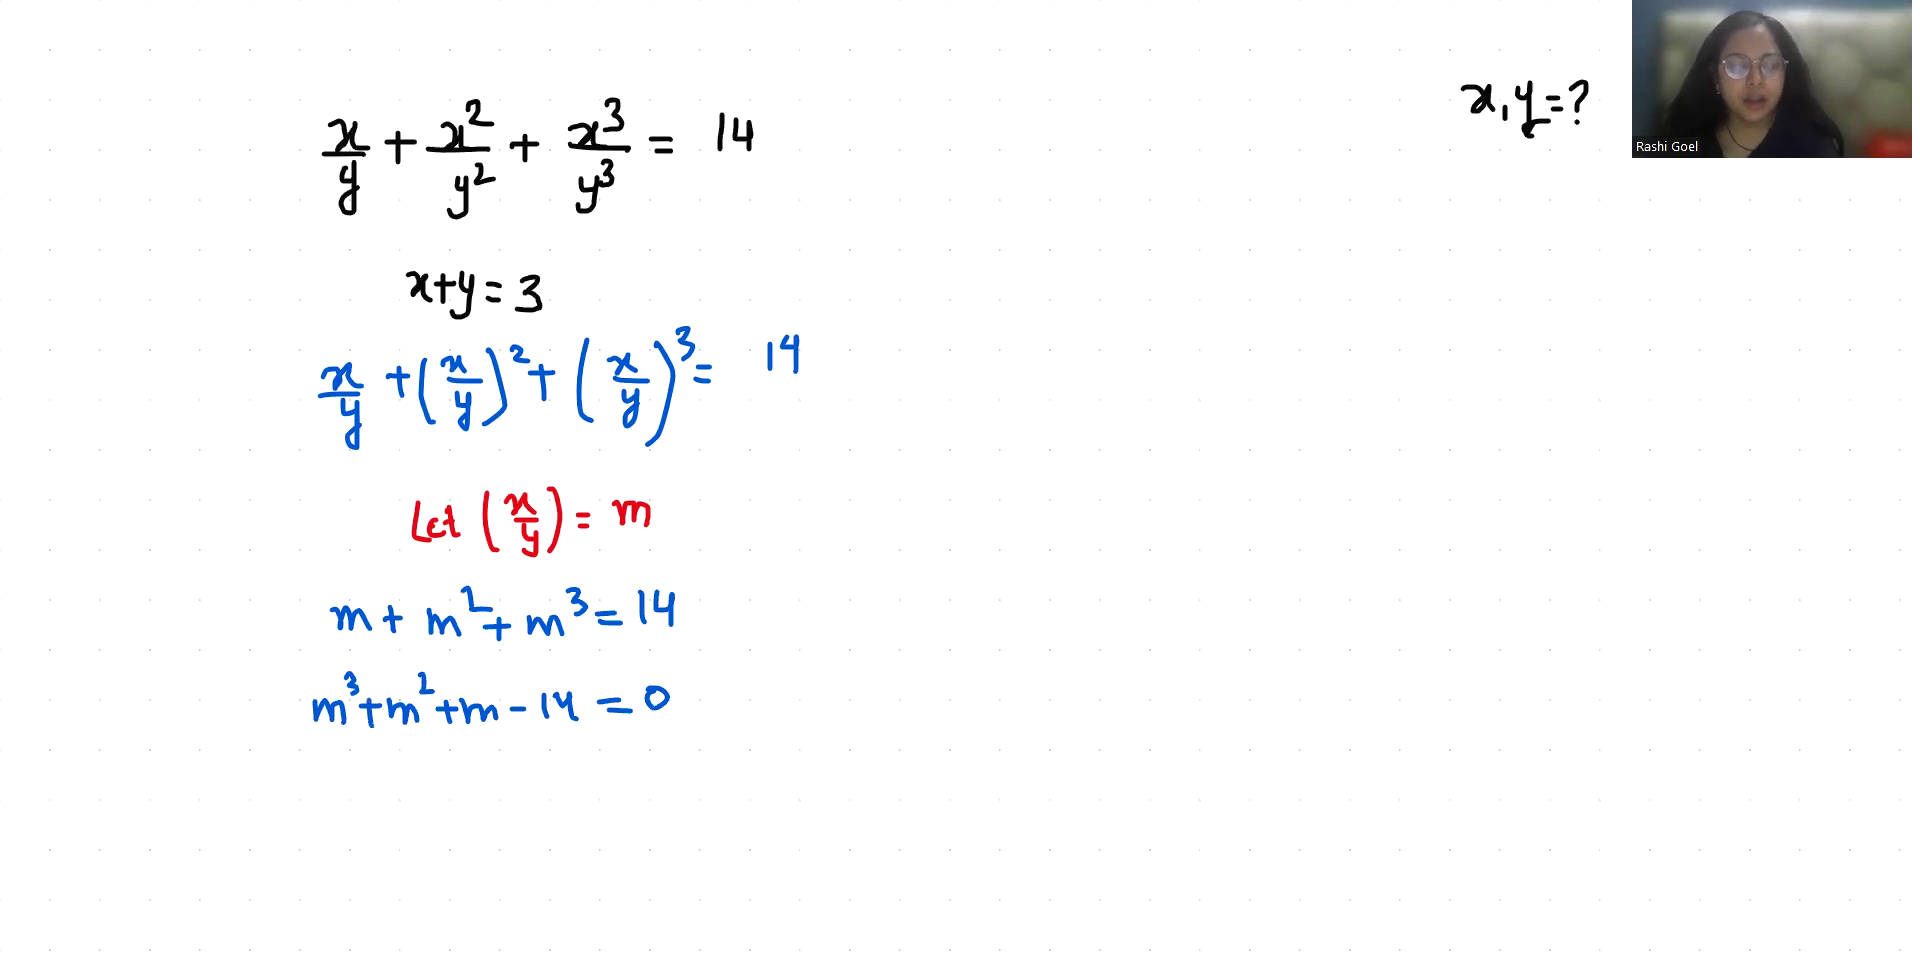 x/y + x²/y² + x³/y³ = 14
x,y=?
Rashi Goel
x+y=3
x/y + (x/y)² + (x/y)³ = 14
Let (x/y) = m
m + m² + m³ = 14
m³+m²+m-14 = 0